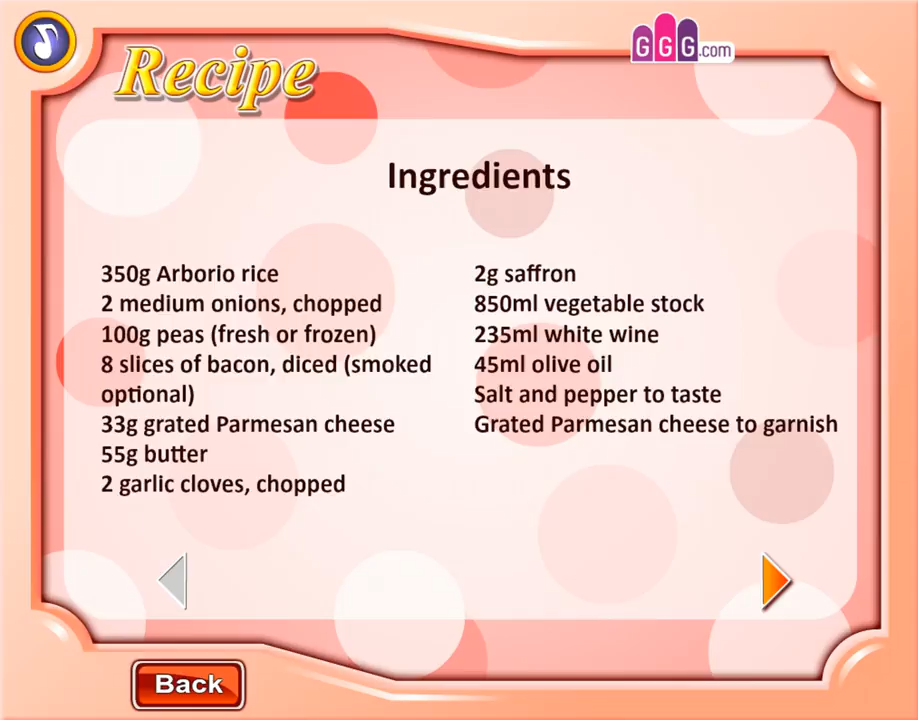 GGG.com
Recipe
Ingredients
350g Arborio rice
2 medium onions, chopped
100g peas (fresh or frozen)
8 slices of bacon, diced (smoked
optional)
33g grated Parmesan cheese
55g butter
2 garlic cloves, chopped
2g saffron
850ml vegetable stock
235ml white wine
45ml olive oil
Salt and pepper to taste
Grated Parmesan cheese to garnish
Back